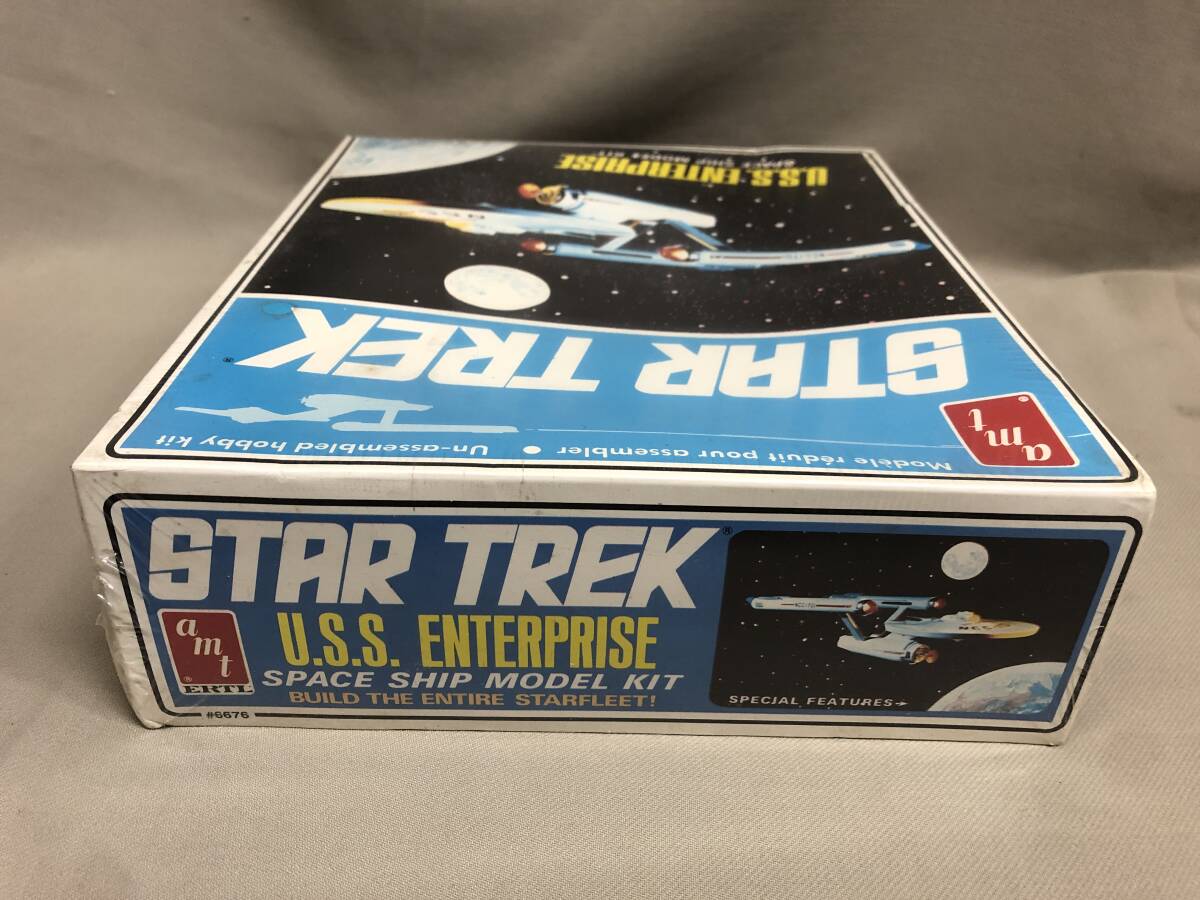 U.S.S. ENTERPRISE
SPACE SHIP MODEL KIT
STAR TREK®
amt®
Un-assembled hobby kit • Modèle réduit pour assembler
STAR TREK®
amt
® ERTL
U.S.S. ENTERPRISE
SPACE SHIP MODEL KIT
BUILD THE ENTIRE STARFLEET!
#6676
SPECIAL FEATURES→